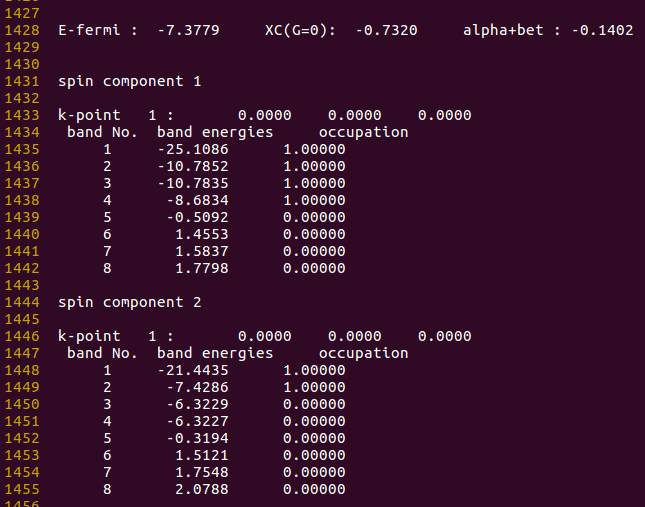 1427
1428 E-fermi : -7.3779 XC(G=0): -0.7320 alpha+bet : -0.1402
1429
1430
1431 spin component 1
1432
1433 k-point 1 : 0.0000 0.0000 0.0000
1434 band No. band energies occupation
1435 1 -25.1086 1.00000
1436 2 -10.7852 1.00000
1437 3 -10.7835 1.00000
1438 4 -8.6834 1.00000
1439 5 -0.5092 0.00000
1440 6 1.4553 0.00000
1441 7 1.5837 0.00000
1442 8 1.7798 0.00000
1443
1444 spin component 2
1445
1446 k-point 1 : 0.0000 0.0000 0.0000
1447 band No. band energies occupation
1448 1 -21.4435 1.00000
1449 2 -7.4286 1.00000
1450 3 -6.3229 0.00000
1451 4 -6.3227 0.00000
1452 5 -0.3194 0.00000
1453 6 1.5121 0.00000
1454 7 1.7548 0.00000
1455 8 2.0788 0.00000